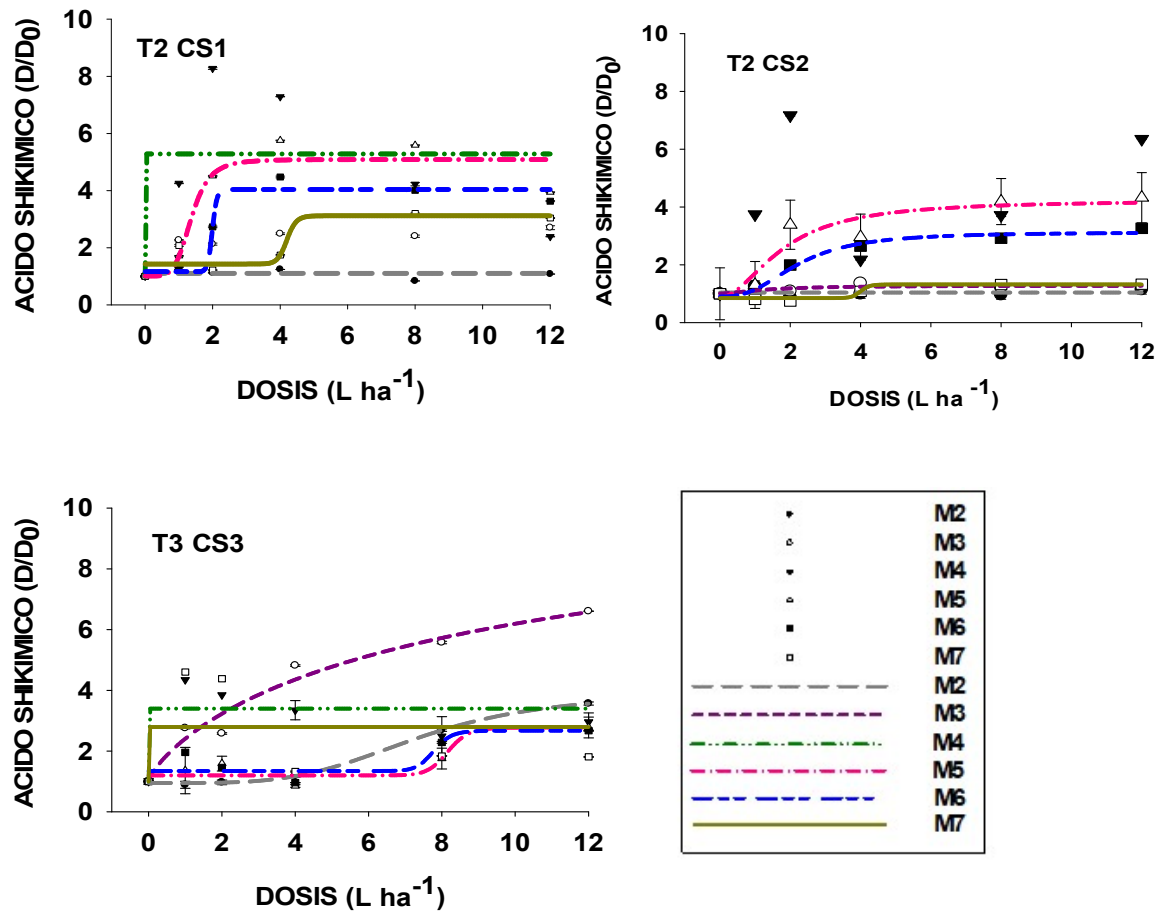 T2 CS1
ACIDO SHIKIMICO (D/D0)
10
8
6
4
2
0
0 2 4 6 8 10 12
DOSIS (L ha-1)
T2 CS2
ACIDO SHIKIMICO (D/D0)
10
8
6
4
2
0
0 2 4 6 8 10 12
DOSIS (L ha -1)
T3 CS3
ACIDO SHIKIMICO (D/D0)
10
8
6
4
2
0
0 2 4 6 8 10 12
DOSIS (L ha-1)
M2
M3
M4
M5
M6
M7
M2
M3
M4
M5
M6
M7